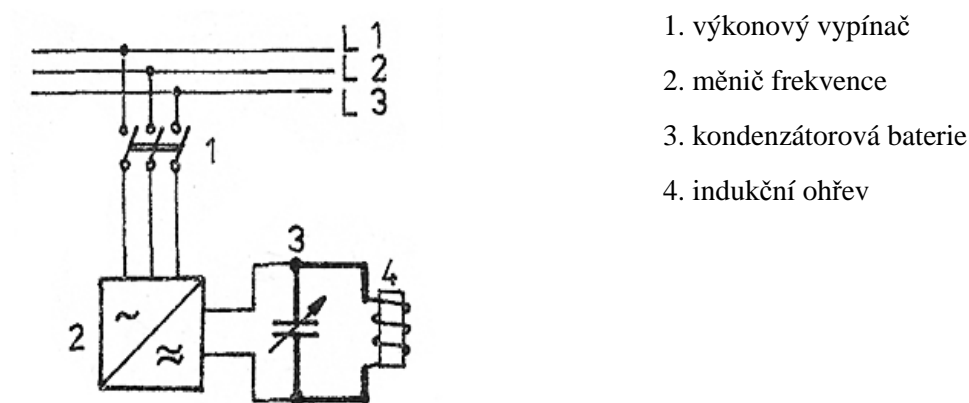 L 1
L 2
L 3
1
2
~
≈
3
4
1. výkonový vypínač
2. měnič frekvence
3. kondenzátorová baterie
4. indukční ohřev